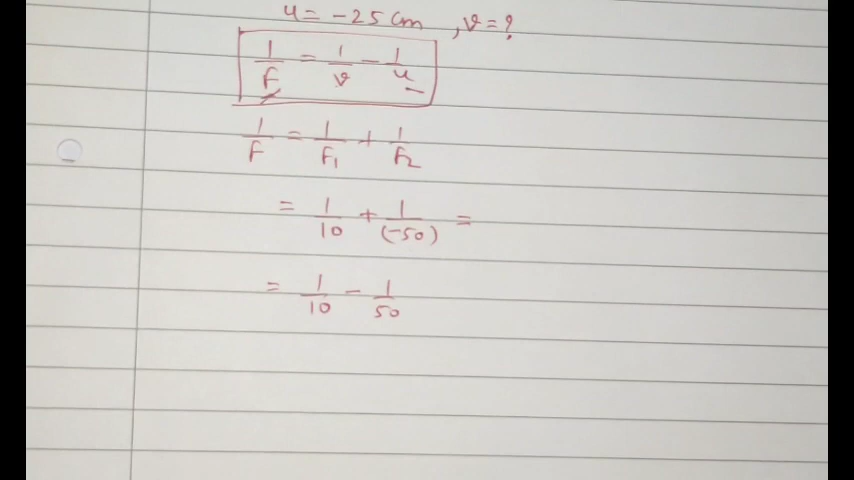 u = -25 cm, v = ?
1/F = 1/v - 1/u
1/F = 1/F₁ + 1/F₂
= 1/10 + 1/(-50) =
= 1/10 - 1/50